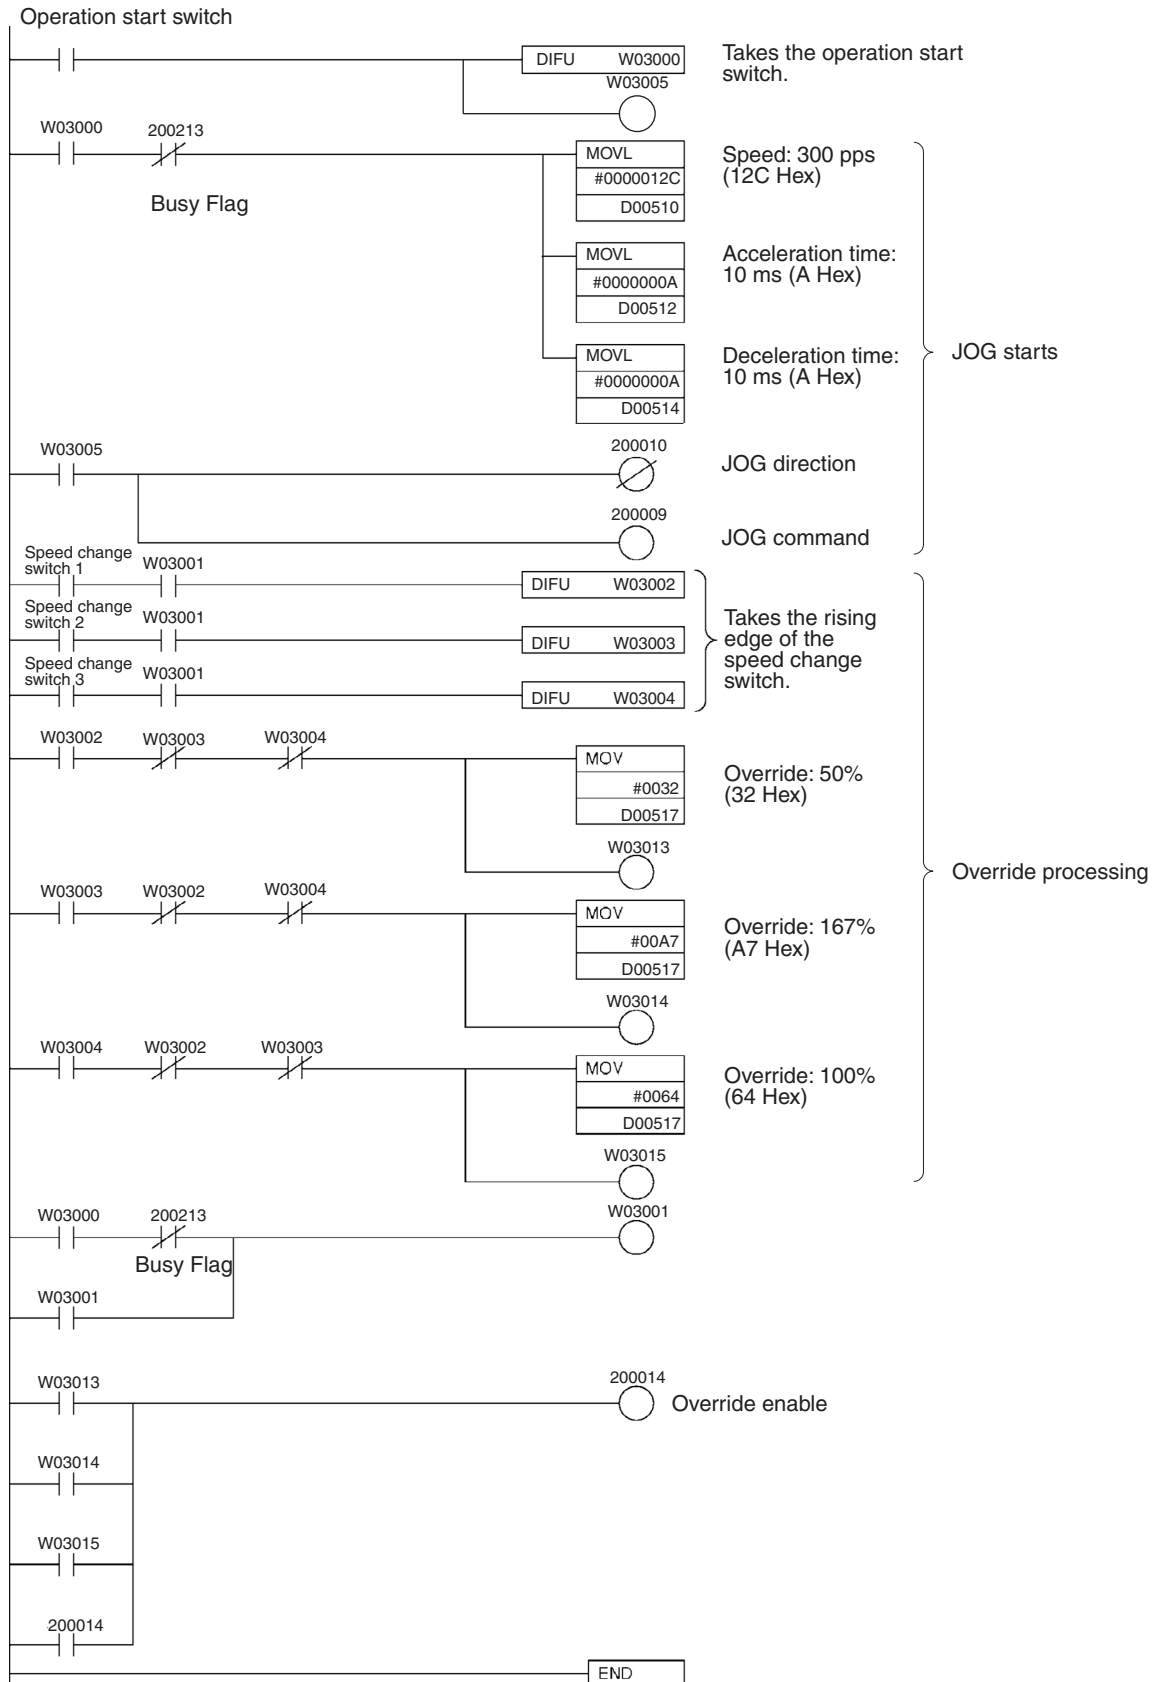 Operation start switch
DIFU W03000
Takes the operation start
switch.
W03005
W03000
200213
Busy Flag
MOVL
#0000012C
D00510
Speed: 300 pps
(12C Hex)
MOVL
#0000000A
D00512
Acceleration time:
10 ms (A Hex)
MOVL
#0000000A
D00514
Deceleration time:
10 ms (A Hex)
JOG starts
W03005
200010
JOG direction
200009
JOG command
Speed change
switch 1
W03001
DIFU W03002
Speed change
switch 2
W03001
DIFU W03003
Speed change
switch 3
W03001
DIFU W03004
Takes the rising
edge of the
speed change
switch.
W03002
W03003
W03004
MOV
#0032
D00517
Override: 50%
(32 Hex)
W03013
Override processing
W03003
W03002
W03004
MOV
#00A7
D00517
Override: 167%
(A7 Hex)
W03014
W03004
W03002
W03003
MOV
#0064
D00517
Override: 100%
(64 Hex)
W03015
W03000
200213
W03001
Busy Flag
W03001
W03013
200014
Override enable
W03014
W03015
200014
END